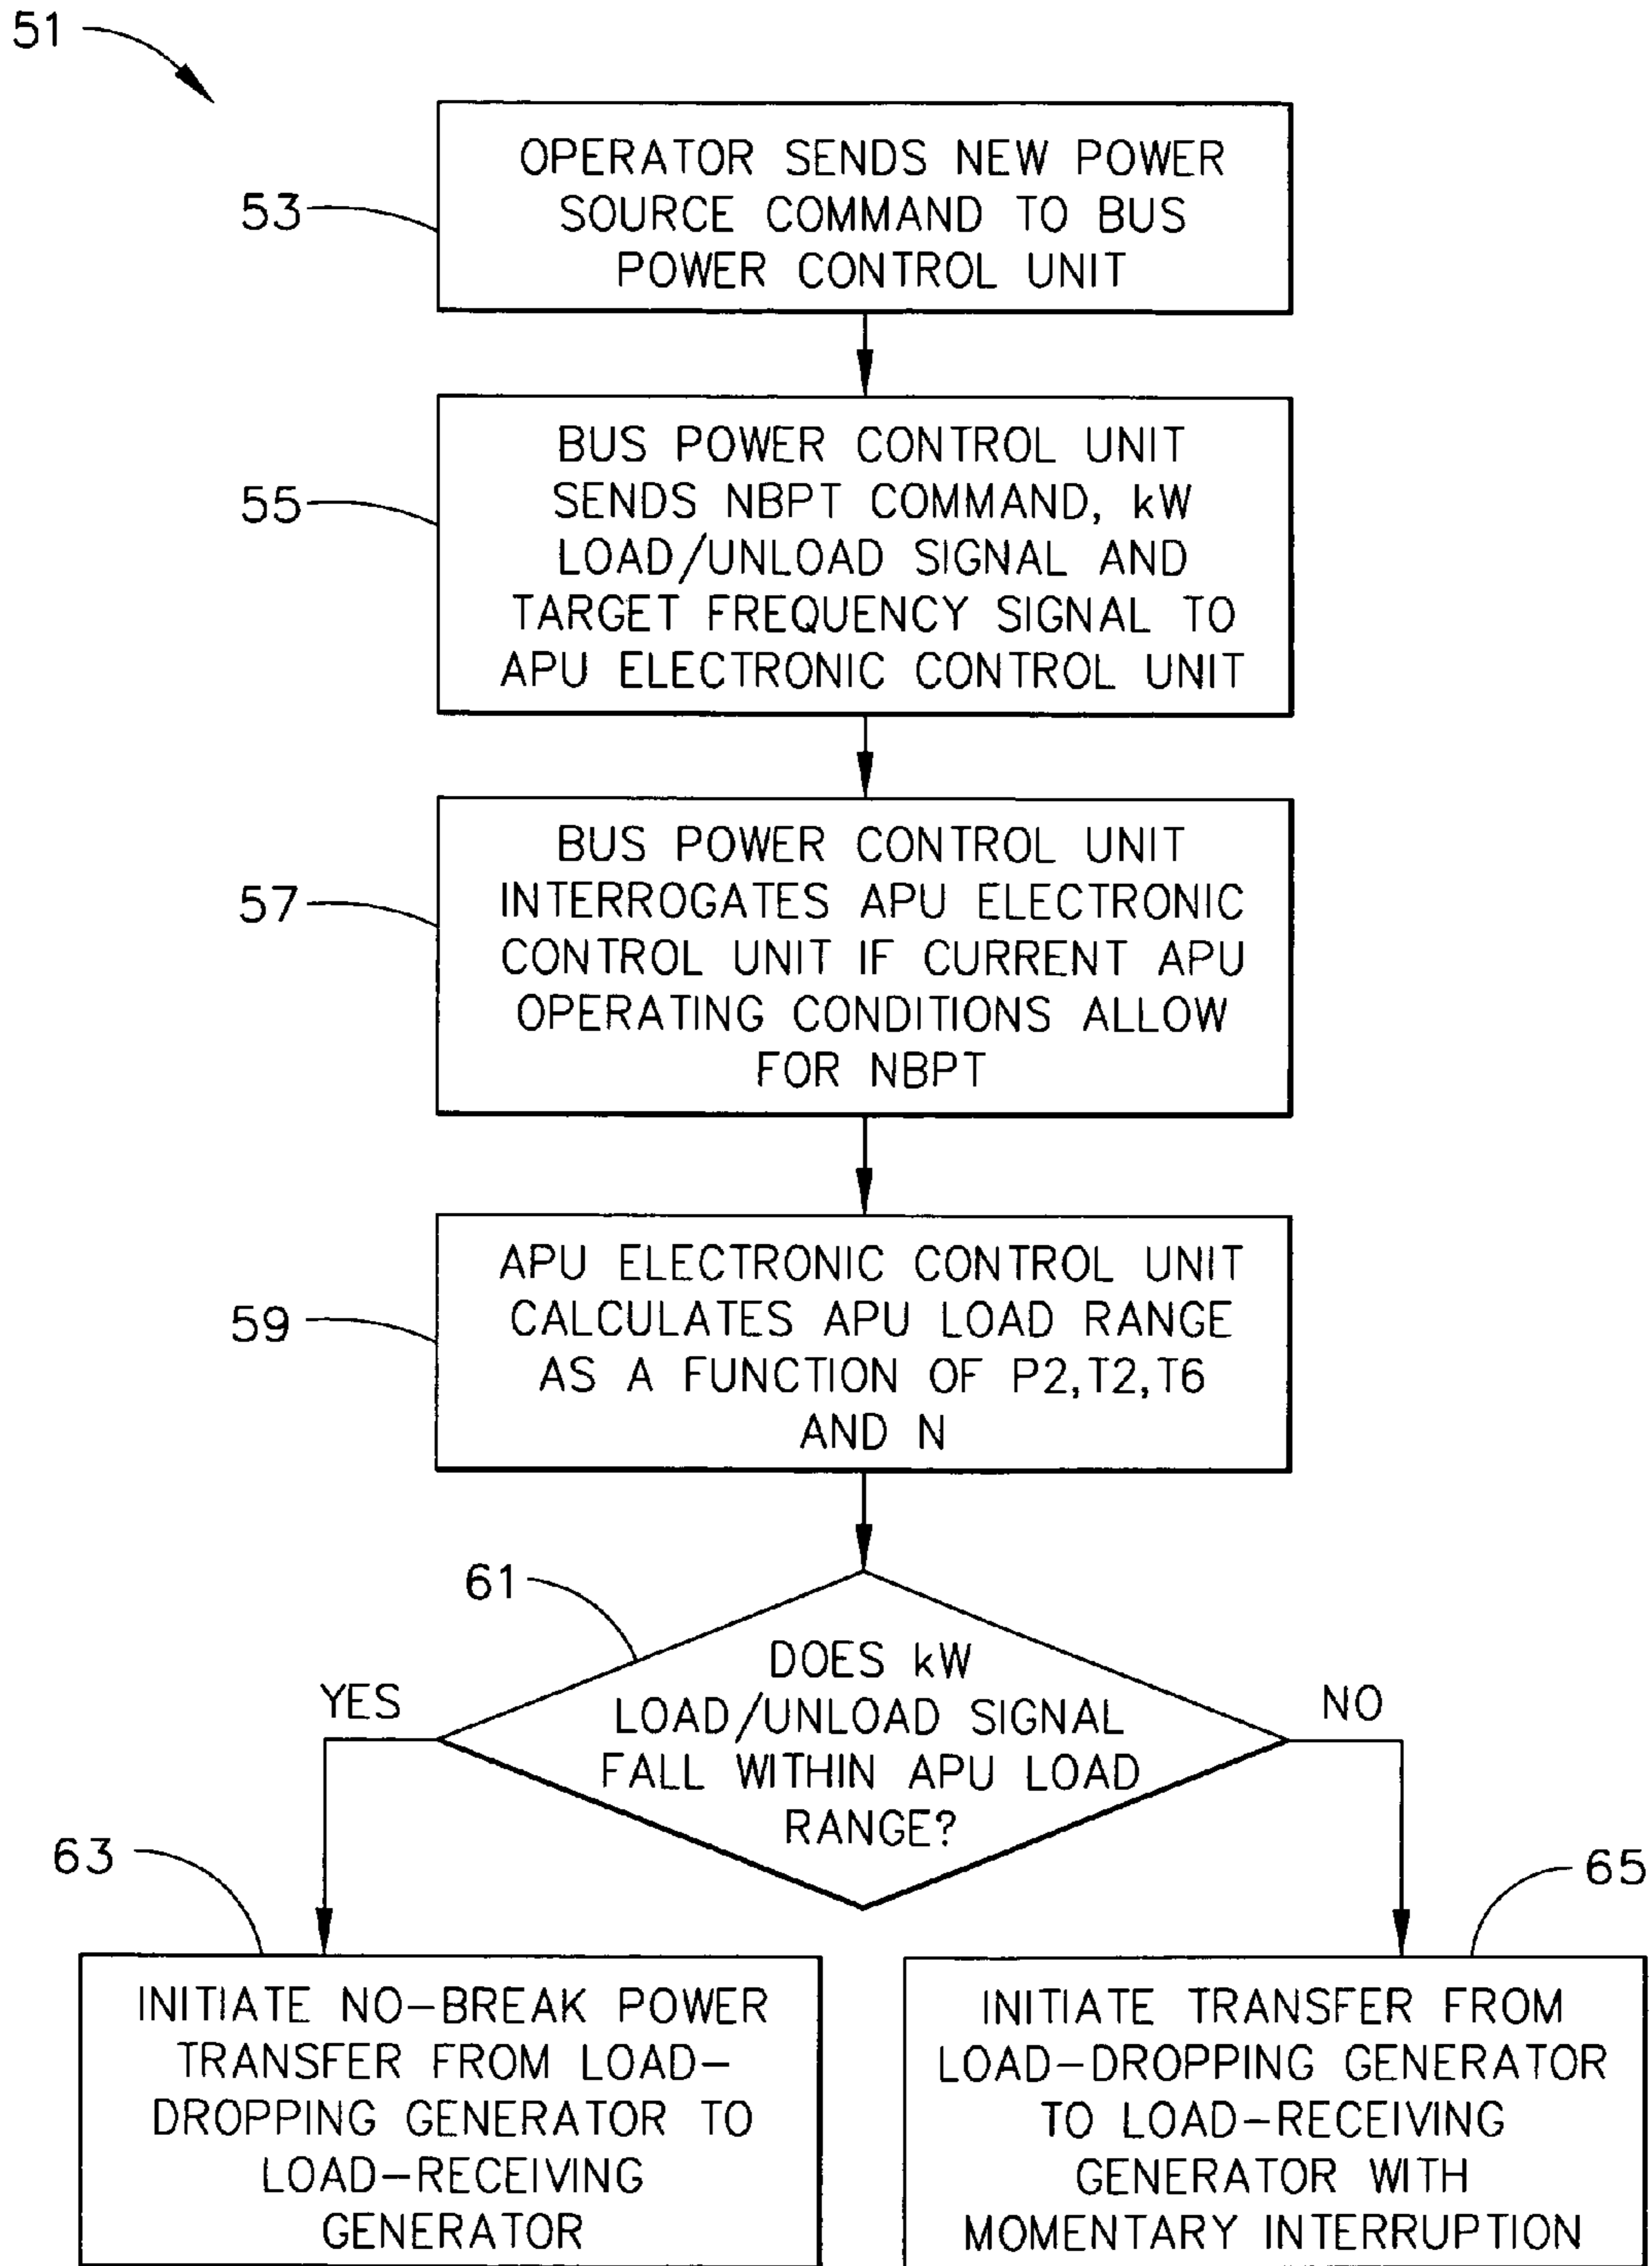 51
53
OPERATOR SENDS NEW POWER
SOURCE COMMAND TO BUS
POWER CONTROL UNIT
55
BUS POWER CONTROL UNIT
SENDS NBPT COMMAND, kW
LOAD/UNLOAD SIGNAL AND
TARGET FREQUENCY SIGNAL TO
APU ELECTRONIC CONTROL UNIT
57
BUS POWER CONTROL UNIT
INTERROGATES APU ELECTRONIC
CONTROL UNIT IF CURRENT APU
OPERATING CONDITIONS ALLOW
FOR NBPT
59
APU ELECTRONIC CONTROL UNIT
CALCULATES APU LOAD RANGE
AS A FUNCTION OF P2,T2,T6
AND N
61
DOES kW
LOAD/UNLOAD SIGNAL
FALL WITHIN APU LOAD
RANGE?
YES
NO
63
INITIATE NO-BREAK POWER
TRANSFER FROM LOAD-
DROPPING GENERATOR TO
LOAD-RECEIVING
GENERATOR
65
INITIATE TRANSFER FROM
LOAD-DROPPING GENERATOR
TO LOAD-RECEIVING
GENERATOR WITH
MOMENTARY INTERRUPTION